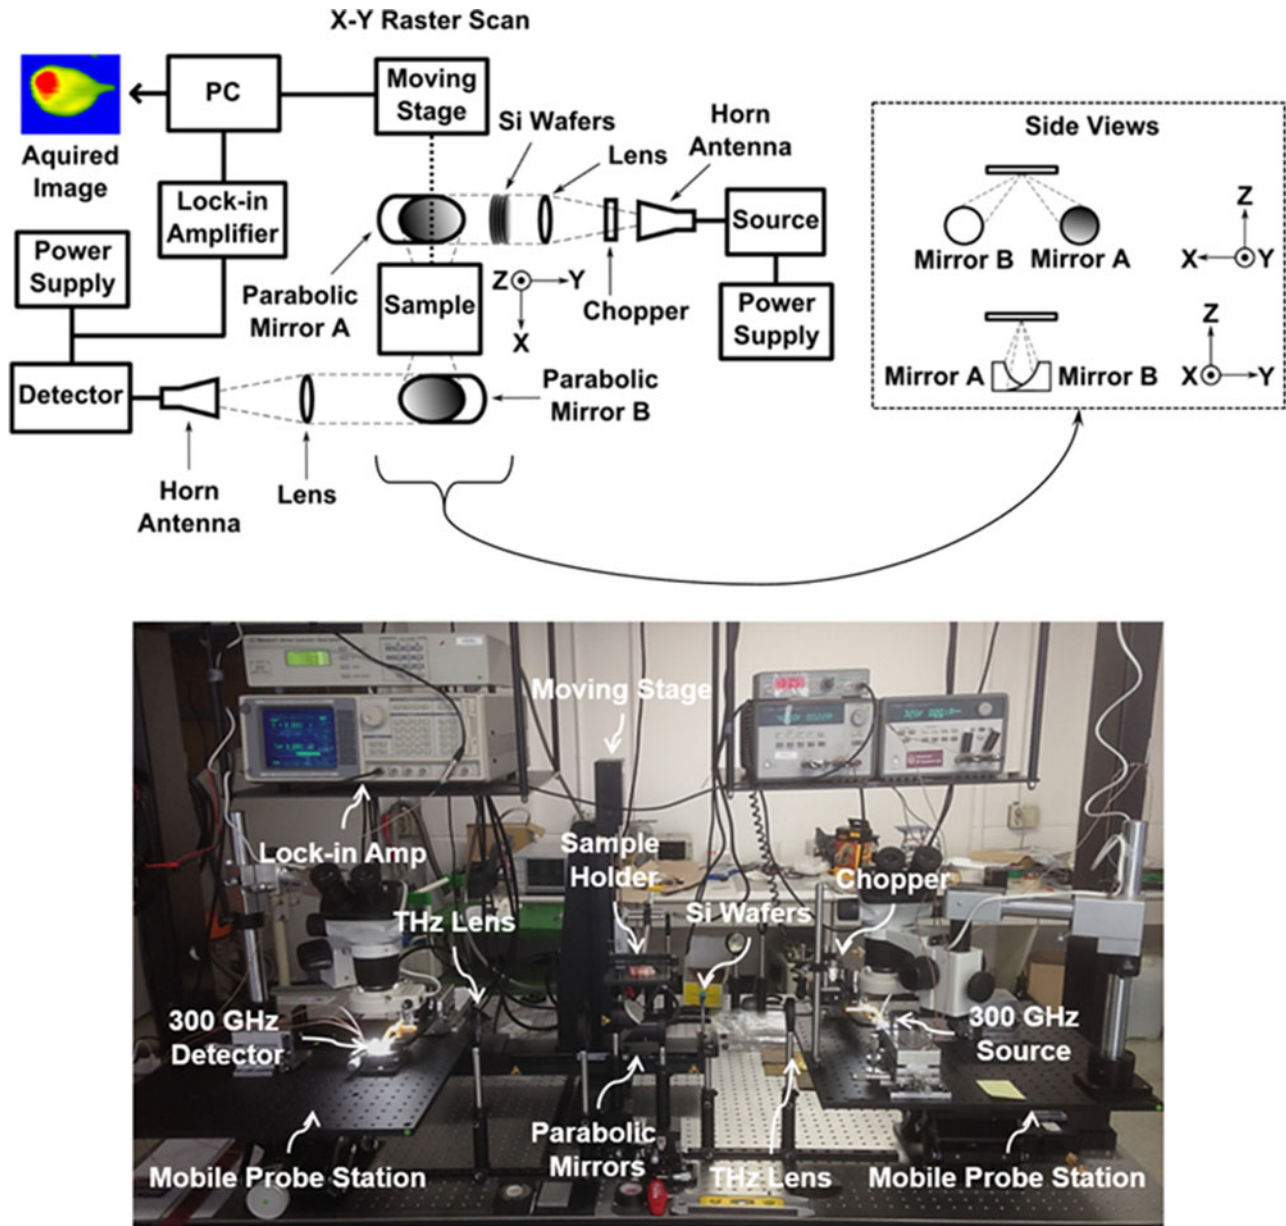 X-Y Raster Scan
PC
Moving
Stage
Si Wafers
Horn
Antenna
Lens
Aquired
Image
Lock-in
Amplifier
Source
Power
Supply
Parabolic
Mirror A
Sample
Z
Y
X
Chopper
Power
Supply
Detector
Parabolic
Mirror B
Horn
Antenna
Lens
Side Views
Mirror B
Mirror A
Z
X
Y
Mirror A
Mirror B
Z
X
Y
Moving Stage
Lock-in Amp
Sample
Holder
Chopper
THz Lens
Si Wafers
300 GHz
Detector
300 GHz
Source
Parabolic
Mirrors
Mobile Probe Station
THz Lens
Mobile Probe Station